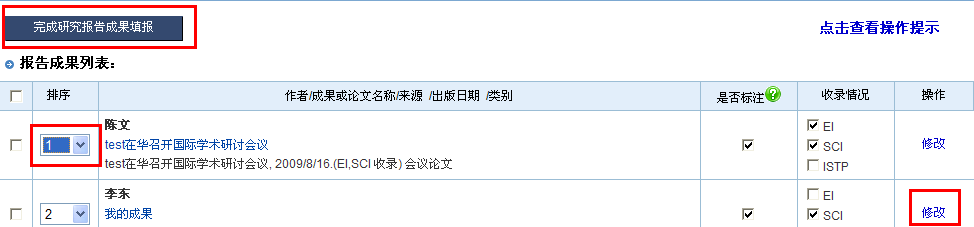 完成研究报告成果填报
点击查看操作提示
报告成果列表：
排序 作者/成果或论文名称/来源 /出版日期 /类别 是否标注 收录情况 操作
陈文
1 test在华召开国际学术研讨会议
test在华召开国际学术研讨会议, 2009/8/16.(EI,SCI 收录) 会议论文
EI
SCI
ISTP
修改
李东
2 我的成果
EI
SCI
修改